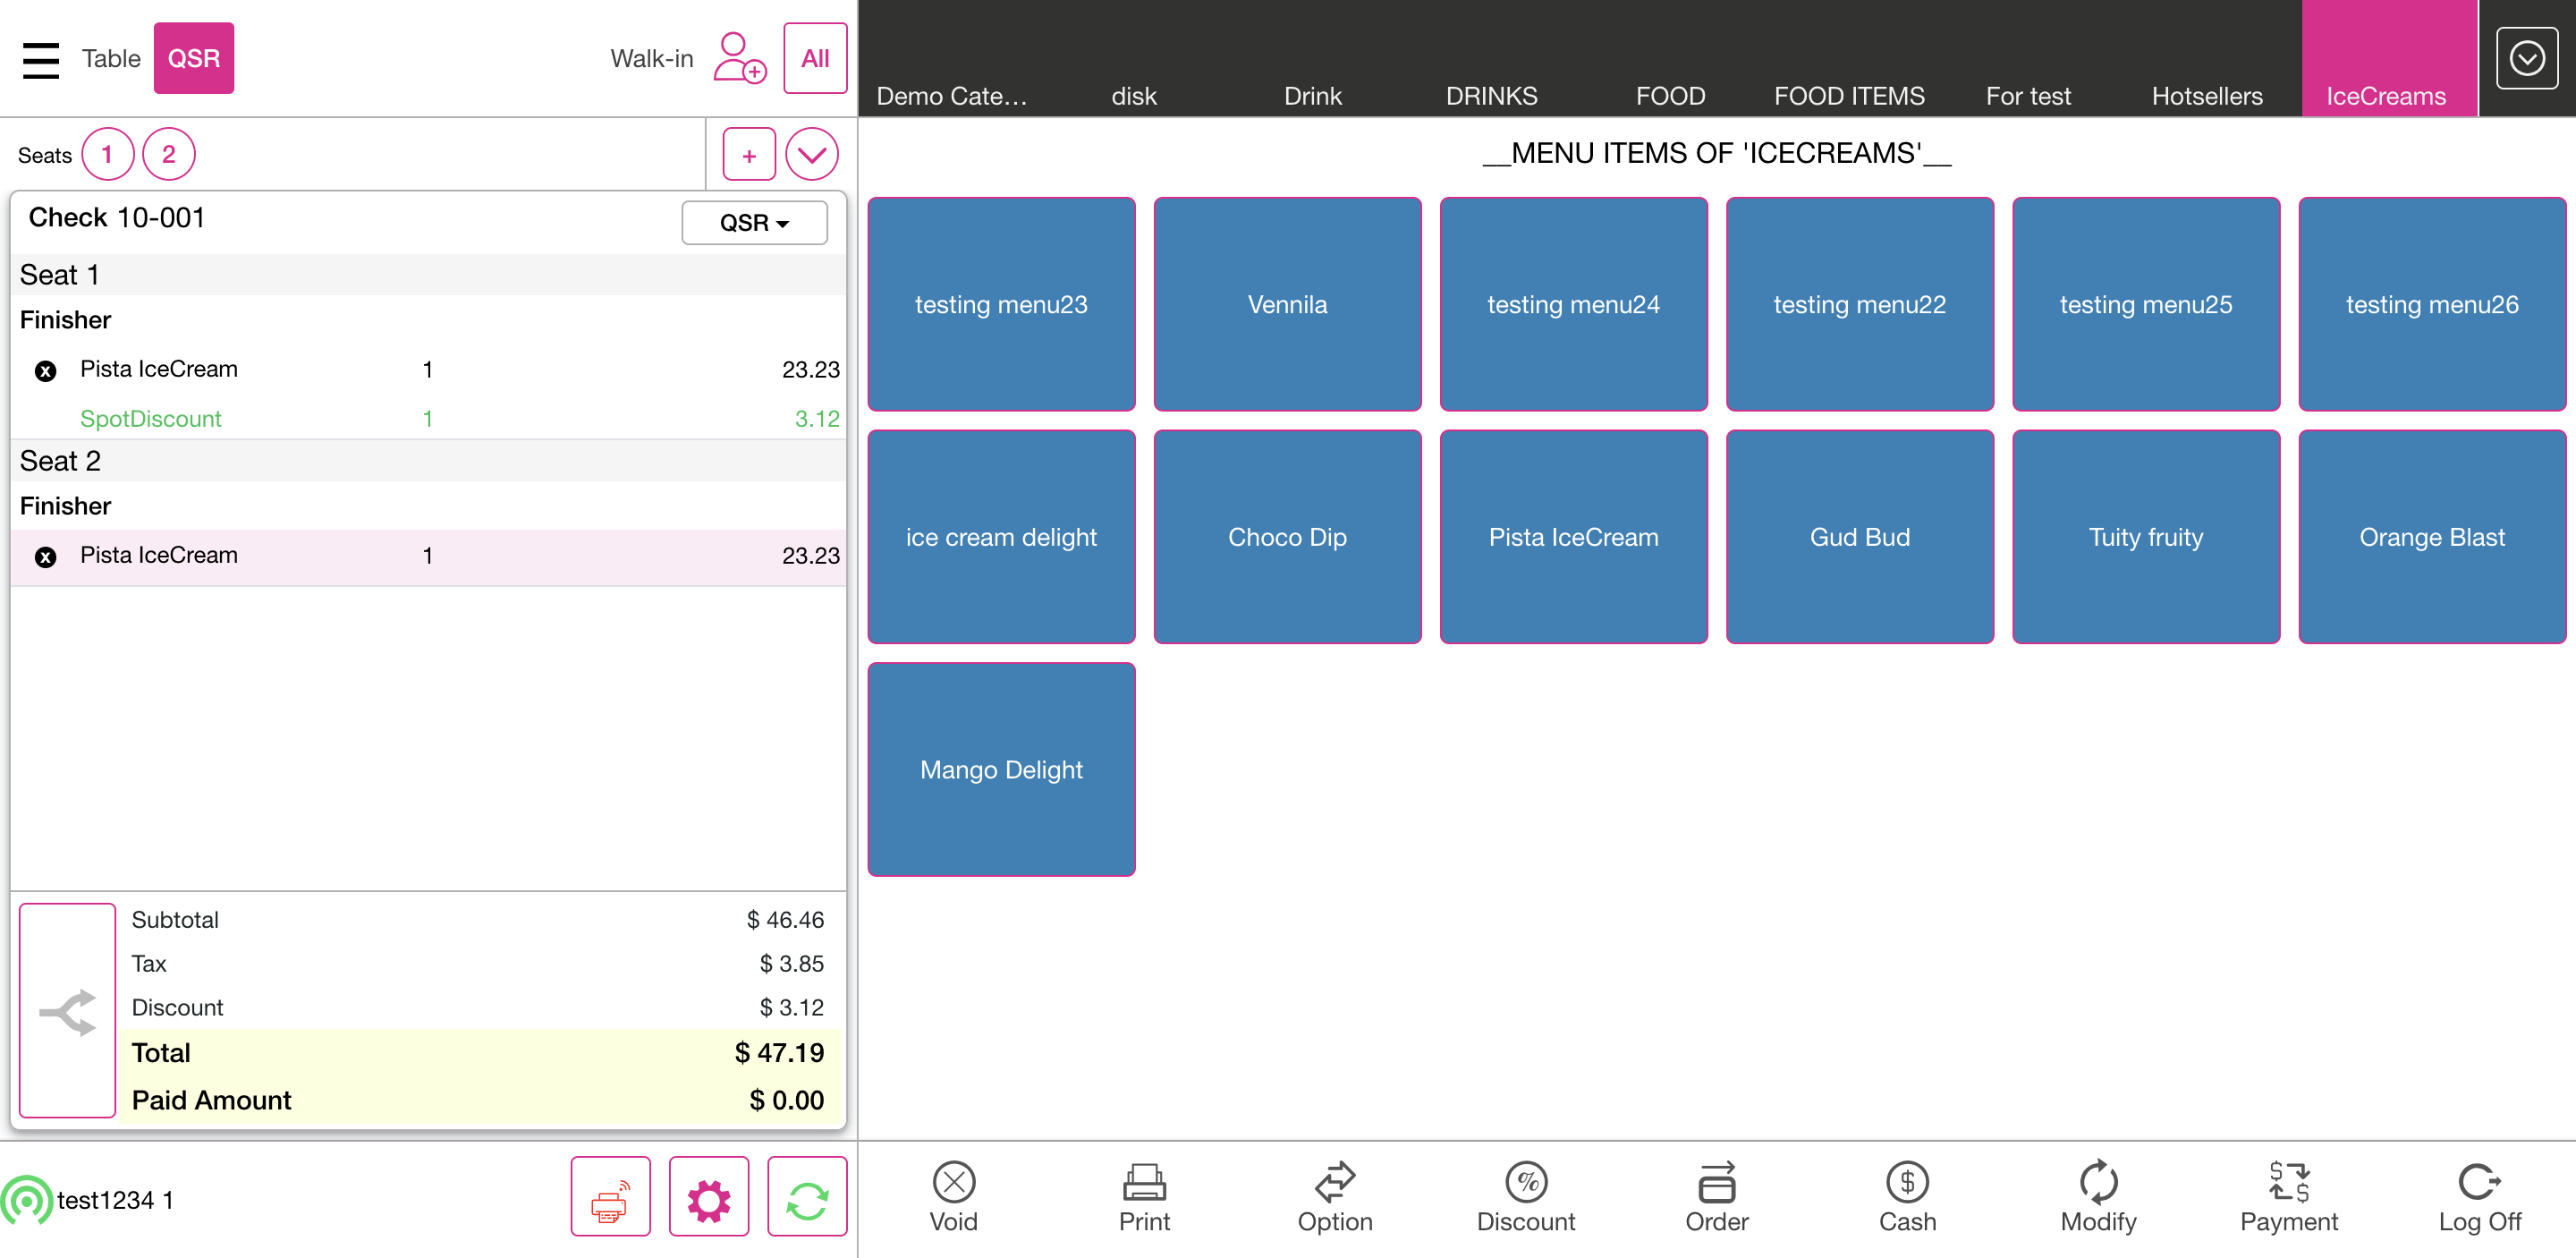 Table QSR Walk-in All
Demo Cate... disk Drink DRINKS FOOD FOOD ITEMS For test Hotsellers IceCreams
Seats 1 2 +
Check 10-001 QSR
Seat 1
Finisher
x Pista IceCream 1 23.23
SpotDiscount 1 3.12
Seat 2
Finisher
x Pista IceCream 1 23.23
Subtotal $ 46.46
Tax $ 3.85
Discount $ 3.12
Total $ 47.19
Paid Amount $ 0.00
test1234 1
__MENU ITEMS OF 'ICECREAMS'__
testing menu23 Vennila testing menu24 testing menu22 testing menu25 testing menu26
ice cream delight Choco Dip Pista IceCream Gud Bud Tuity fruity Orange Blast
Mango Delight
Void Print Option Discount Order Cash Modify Payment Log Off